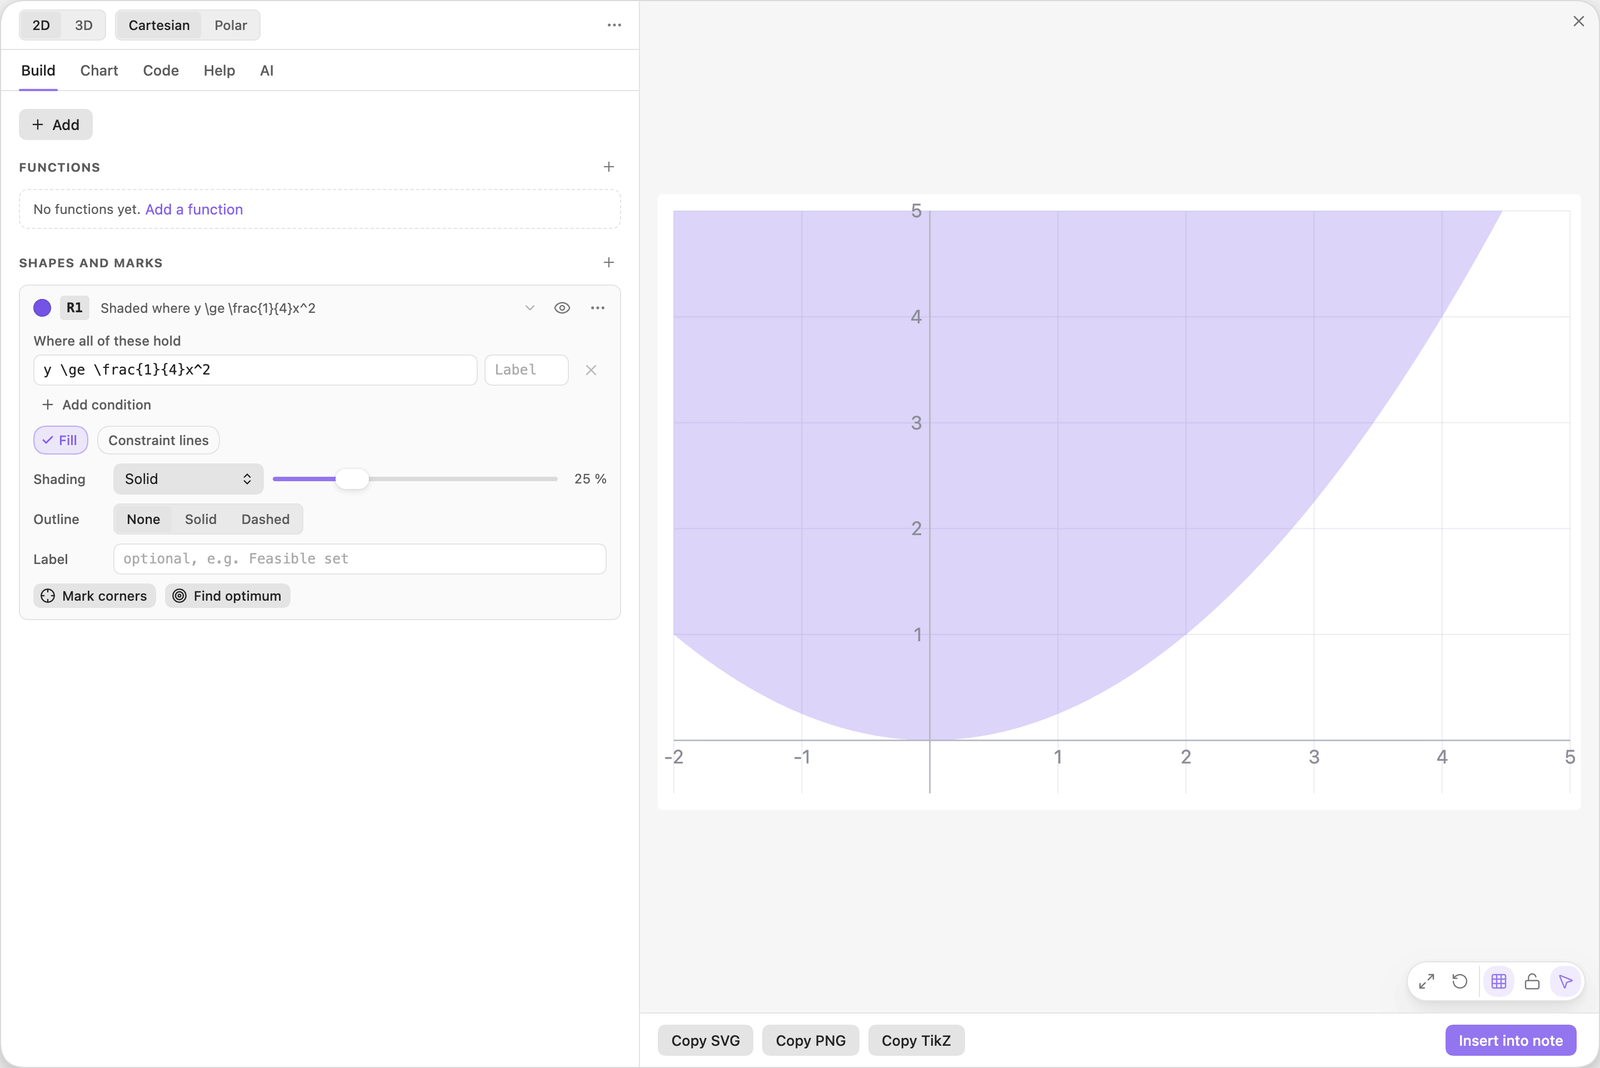 2D 3D Cartesian Polar
Build Chart Code Help AI
+ Add
FUNCTIONS
No functions yet. Add a function
SHAPES AND MARKS
R1 Shaded where y \ge \frac{1}{4}x^2
Where all of these hold
y \ge \frac{1}{4}x^2 Label
+ Add condition
Fill Constraint lines
Shading Solid 25 %
Outline None Solid Dashed
Label optional, e.g. Feasible set
Mark corners Find optimum
5
4
3
2
1
-2 -1 1 2 3 4 5
Copy SVG Copy PNG Copy TikZ Insert into note